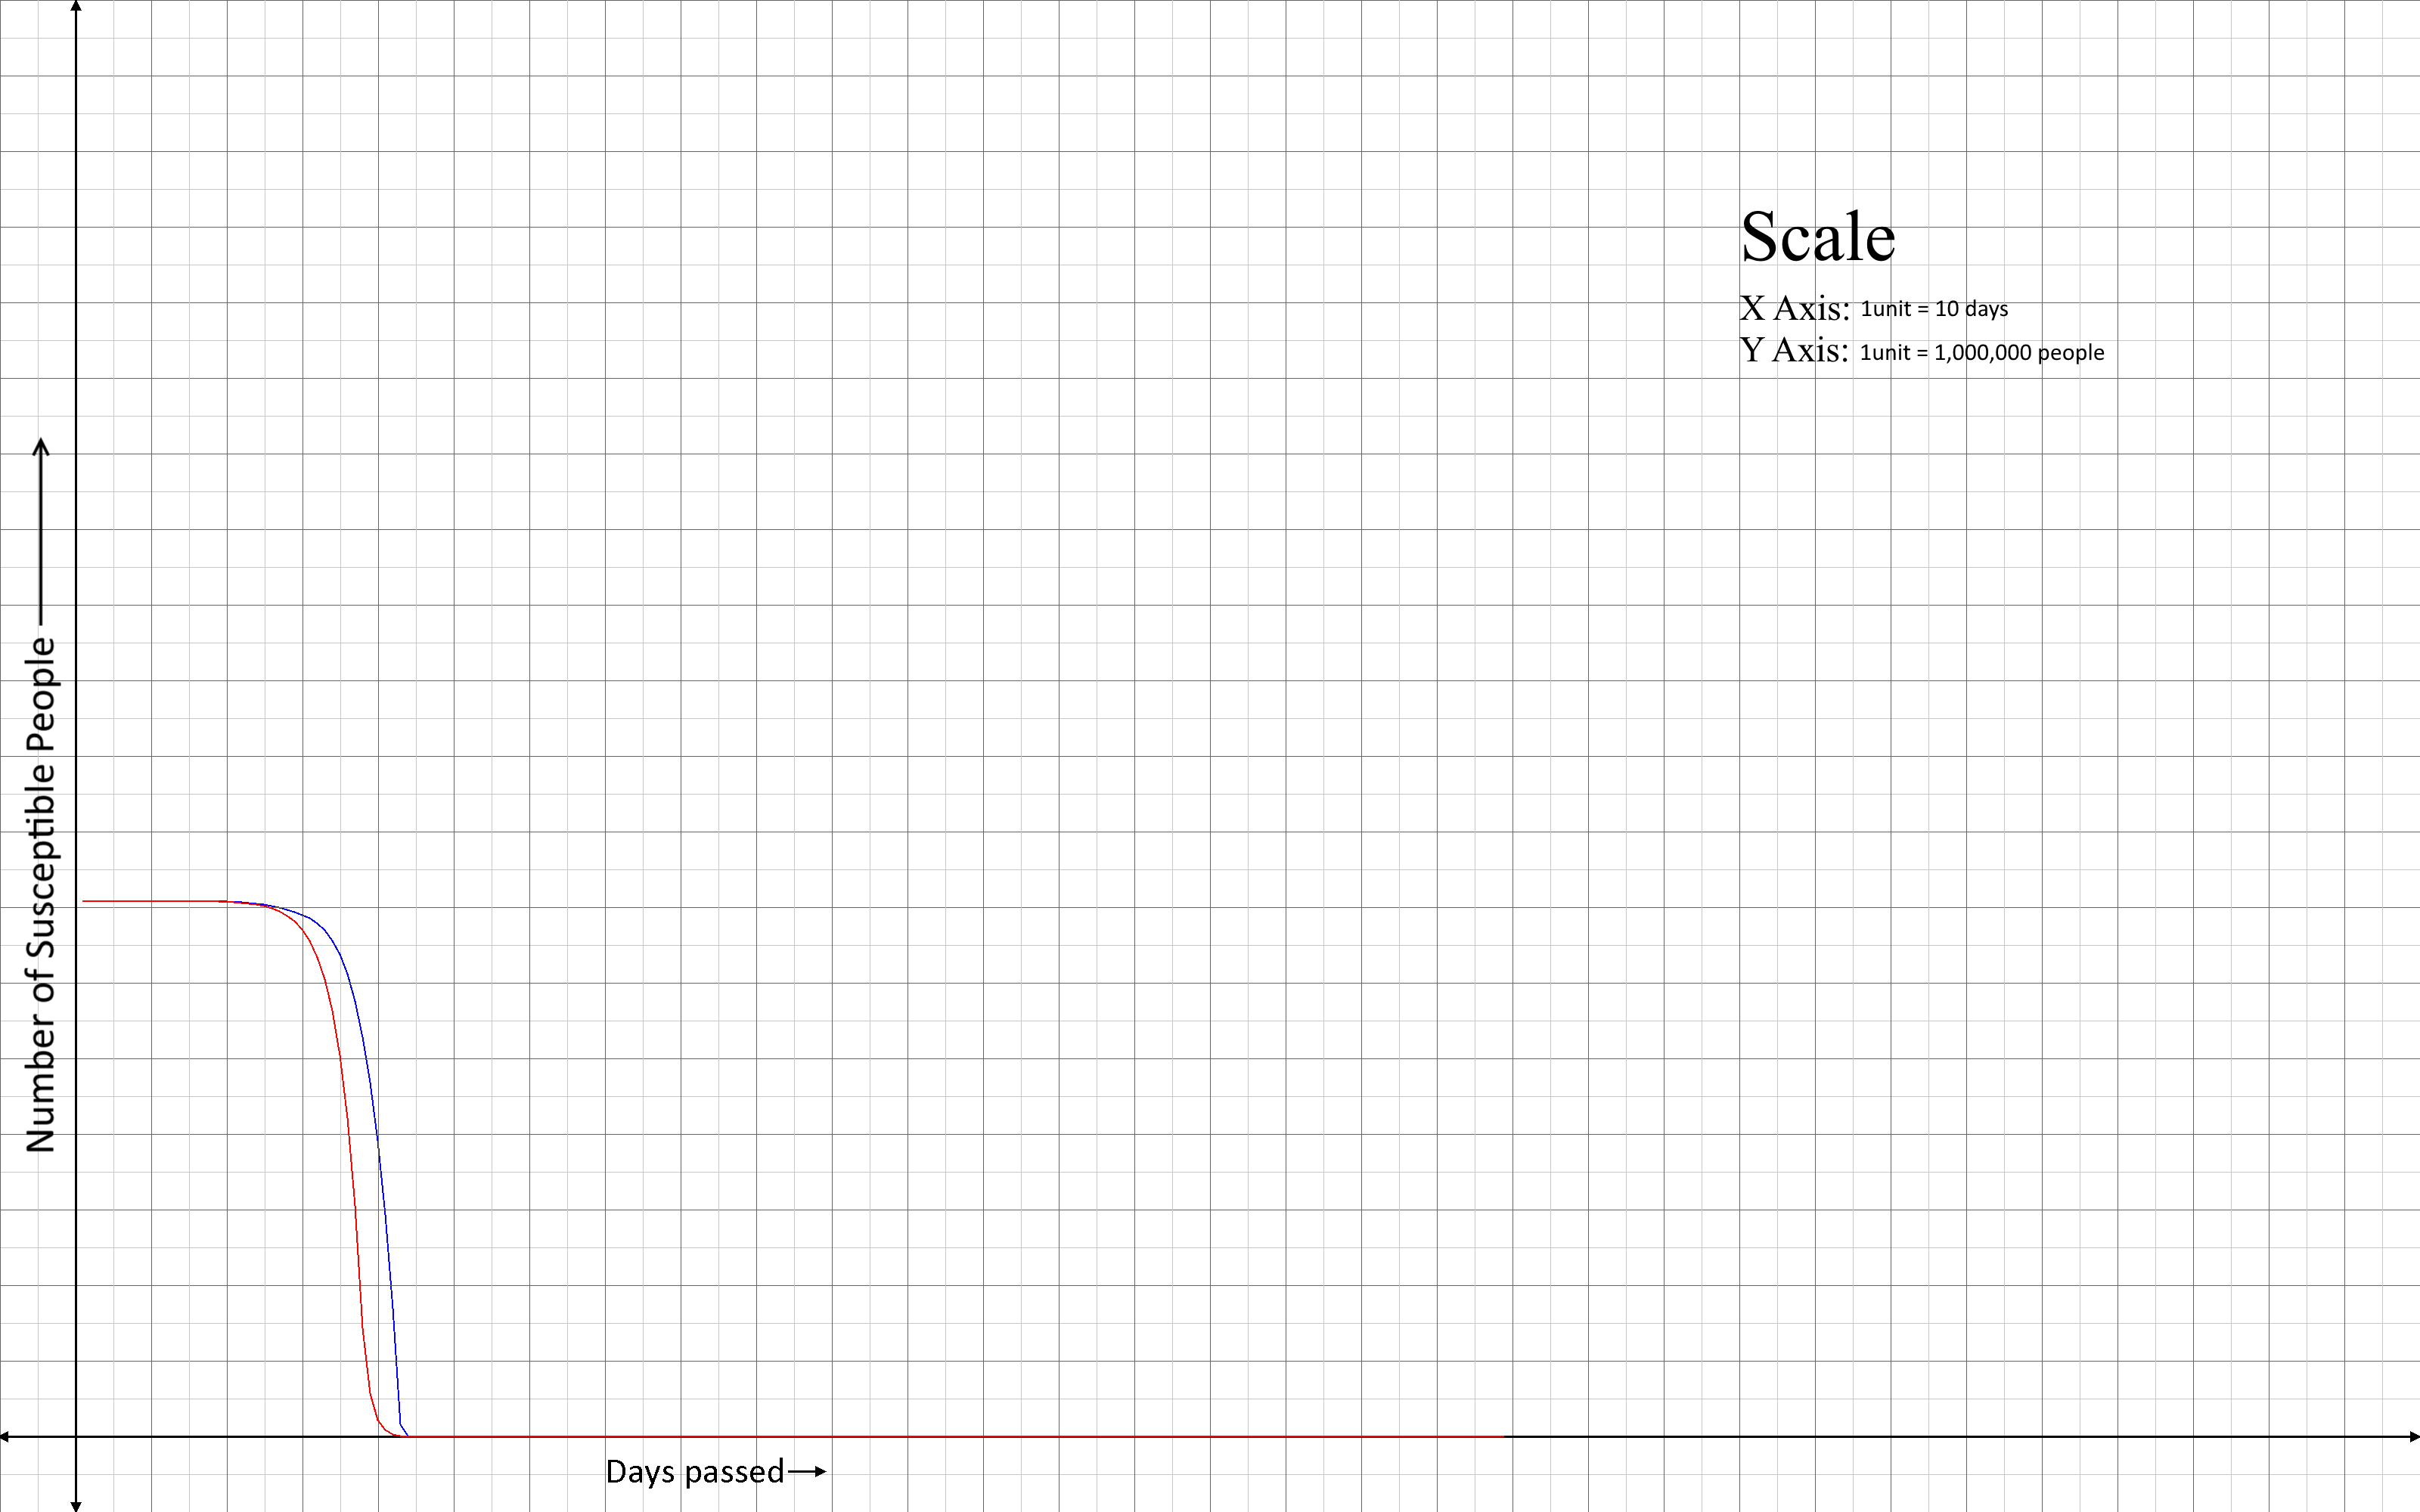 Scale
X Axis: 1unit = 10 days
Y Axis: 1unit = 1,000,000 people
Number of Susceptible People
Days passed